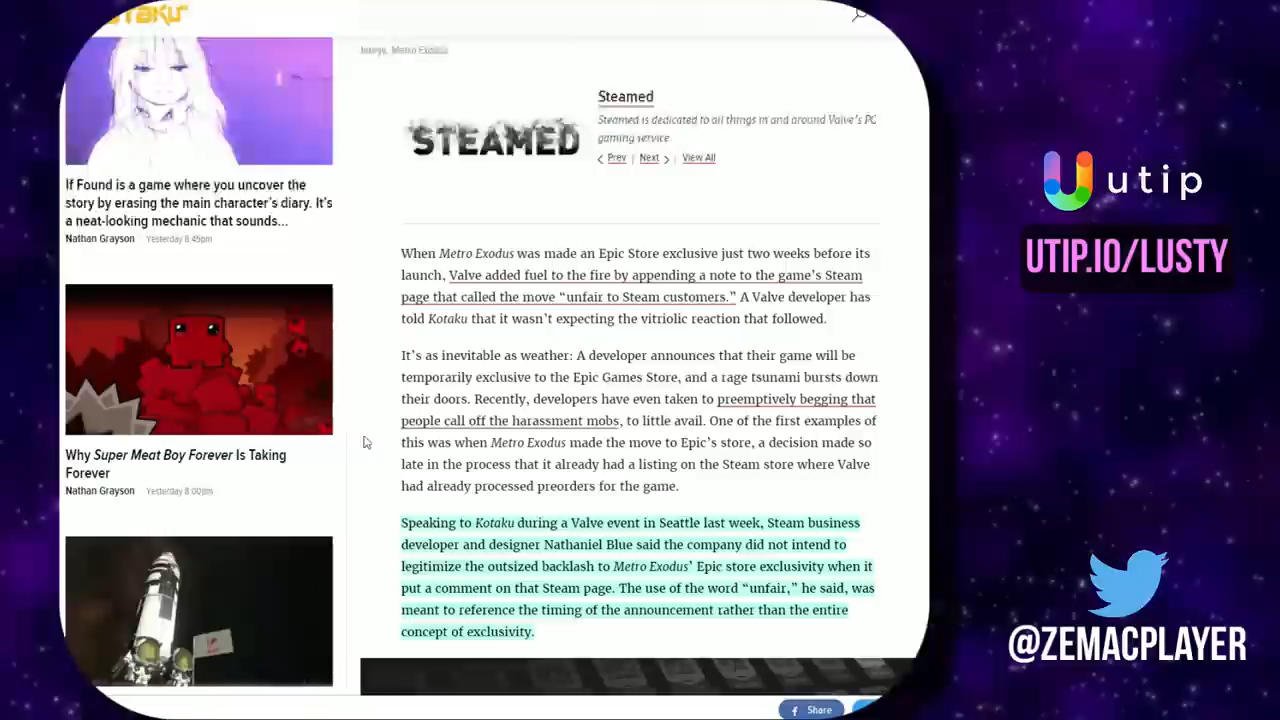 Image, Metro Exodus
Steamed
STEAMED
Steamed is dedicated to all things in and around Valve's PC
gaming service.
Prev | Next | View All
If Found is a game where you uncover the
story by erasing the main character's diary. It's
a neat-looking mechanic that sounds...
Nathan Grayson Yesterday 8:45pm
Why Super Meat Boy Forever Is Taking
Forever
Nathan Grayson Yesterday 8:00pm
When Metro Exodus was made an Epic Store exclusive just two weeks before its
launch, Valve added fuel to the fire by appending a note to the game's Steam
page that called the move “unfair to Steam customers.” A Valve developer has
told Kotaku that it wasn't expecting the vitriolic reaction that followed.
It's as inevitable as weather: A developer announces that their game will be
temporarily exclusive to the Epic Games Store, and a rage tsunami bursts down
their doors. Recently, developers have even taken to preemptively begging that
people call off the harassment mobs, to little avail. One of the first examples of
this was when Metro Exodus made the move to Epic's store, a decision made so
late in the process that it already had a listing on the Steam store where Valve
had already processed preorders for the game.
Speaking to Kotaku during a Valve event in Seattle last week, Steam business
developer and designer Nathaniel Blue said the company did not intend to
legitimize the outsized backlash to Metro Exodus' Epic store exclusivity when it
put a comment on that Steam page. The use of the word “unfair,” he said, was
meant to reference the timing of the announcement rather than the entire
concept of exclusivity.
Share
utip
UTIP.IO/LUSTY
@ZEMACPLAYER